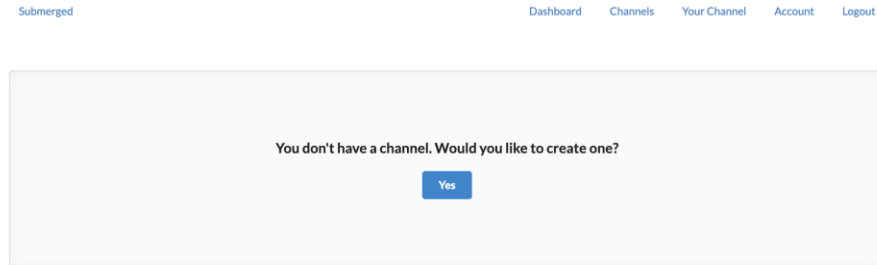 Submerged Dashboard Channels Your Channel Account Logout
You don't have a channel. Would you like to create one?
Yes